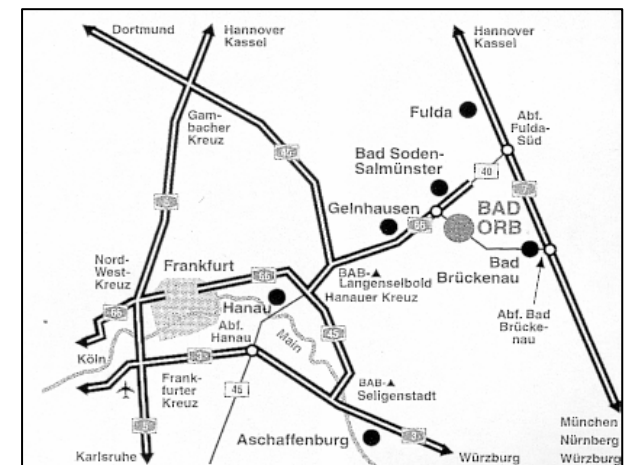 Dortmund
Hannover
Kassel
Hannover
Kassel
Gam-
bacher
Kreuz
Fulda
Abf.
Fulda-
Süd
Bad Soden-
Salmünster
40
7
Gelnhausen
66
BAD
ORB
5
45
Nord-
West-
Kreuz
Frankfurt
66
BAB-▲
Langenselbold
Hanauer Kreuz
Bad
Brückenau
Hanau
66
Abf.
Hanau
Main
45
Abf. Bad
Brücke-
nau
Köln
3
Frank-
furter
Kreuz
45
BAB-▲
Seligenstadt
5
Aschaffenburg
3
Karlsruhe
Würzburg
München
Nürnberg
Würzburg